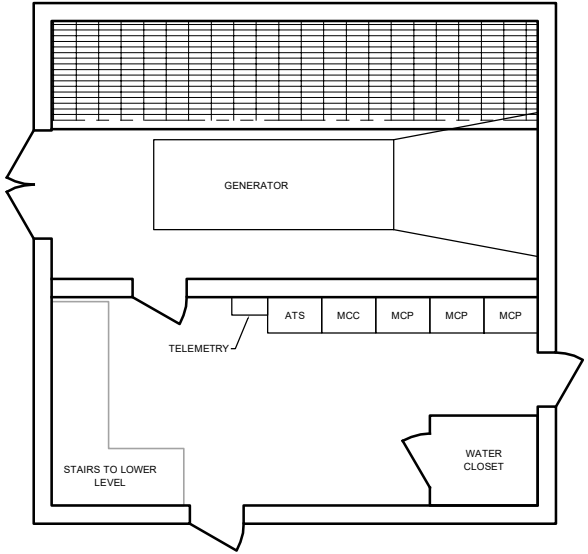 GENERATOR
ATS
MCC
MCP
MCP
MCP
TELEMETRY
WATER
CLOSET
STAIRS TO LOWER
LEVEL